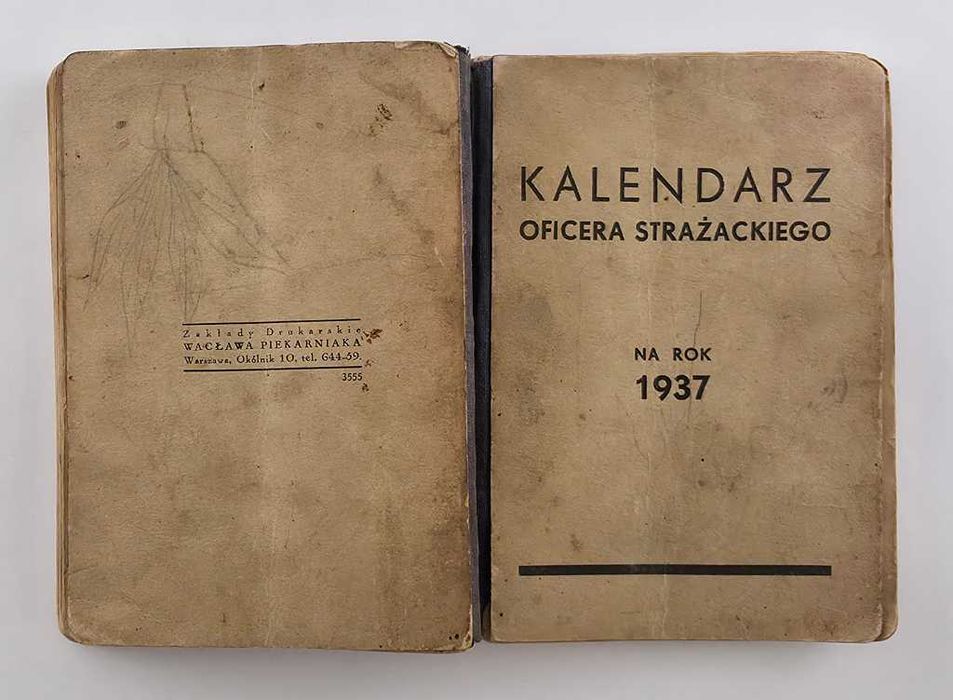 Zakłady Drukarskie
WACŁAWA PIEKARNIAKA
Warszawa, Okólnik 10, tel. 644-59.
3555
KALENDARZ
OFICERA STRAŻACKIEGO
NA ROK
1937